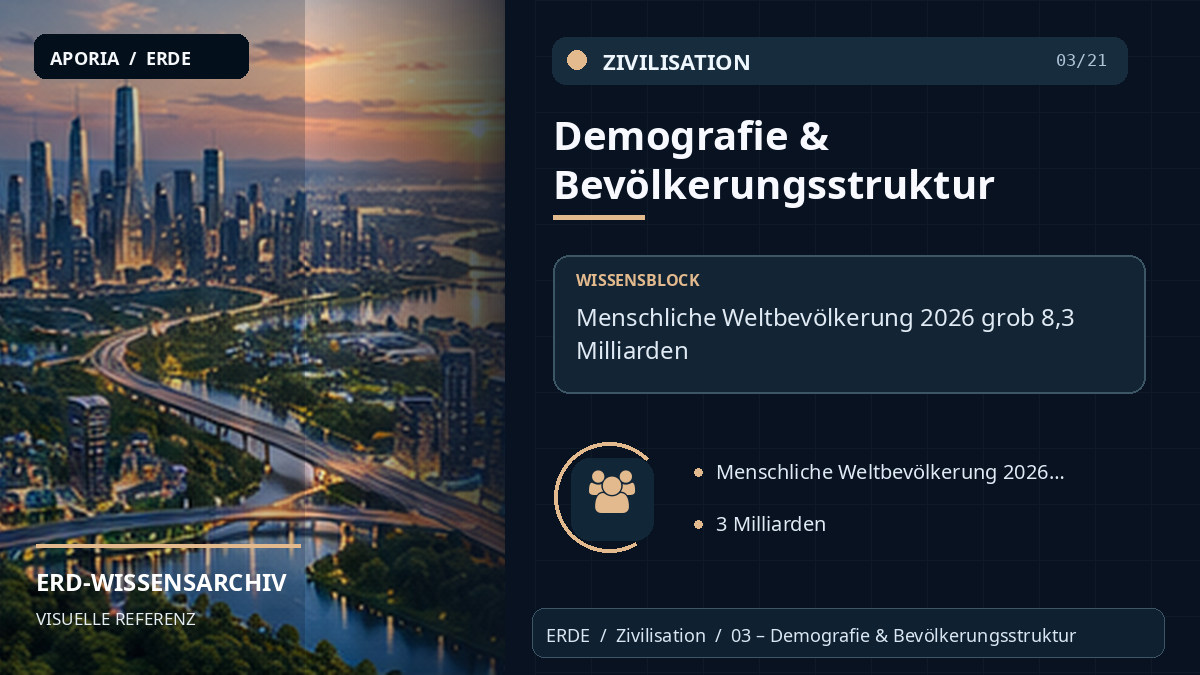 APORIA / ERDE
ZIVILISATION
03/21
Demografie &
Bevölkerungsstruktur
WISSENSBLOCK
Menschliche Weltbevölkerung 2026 grob 8,3
Milliarden
Menschliche Weltbevölkerung 2026...
3 Milliarden
ERD-WISSENSARCHIV
VISUELLE REFERENZ
ERDE / Zivilisation / 03 – Demografie & Bevölkerungsstruktur